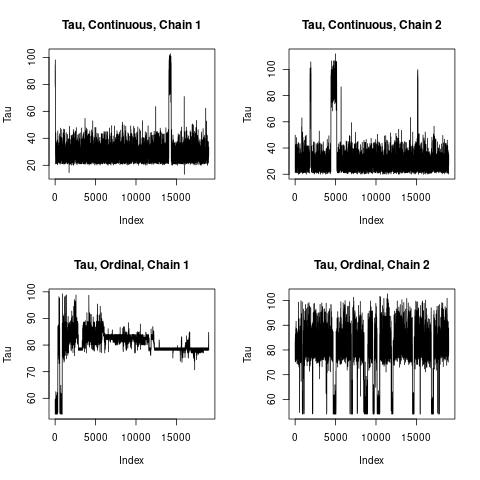 Tau, Continuous, Chain 1
Tau
20 40 60 80 100
0 5000 10000 15000
Index
Tau, Continuous, Chain 2
Tau
20 40 60 80 100
0 5000 10000 15000
Index
Tau, Ordinal, Chain 1
Tau
60 70 80 90 100
0 5000 10000 15000
Index
Tau, Ordinal, Chain 2
Tau
60 70 80 90 100
0 5000 10000 15000
Index